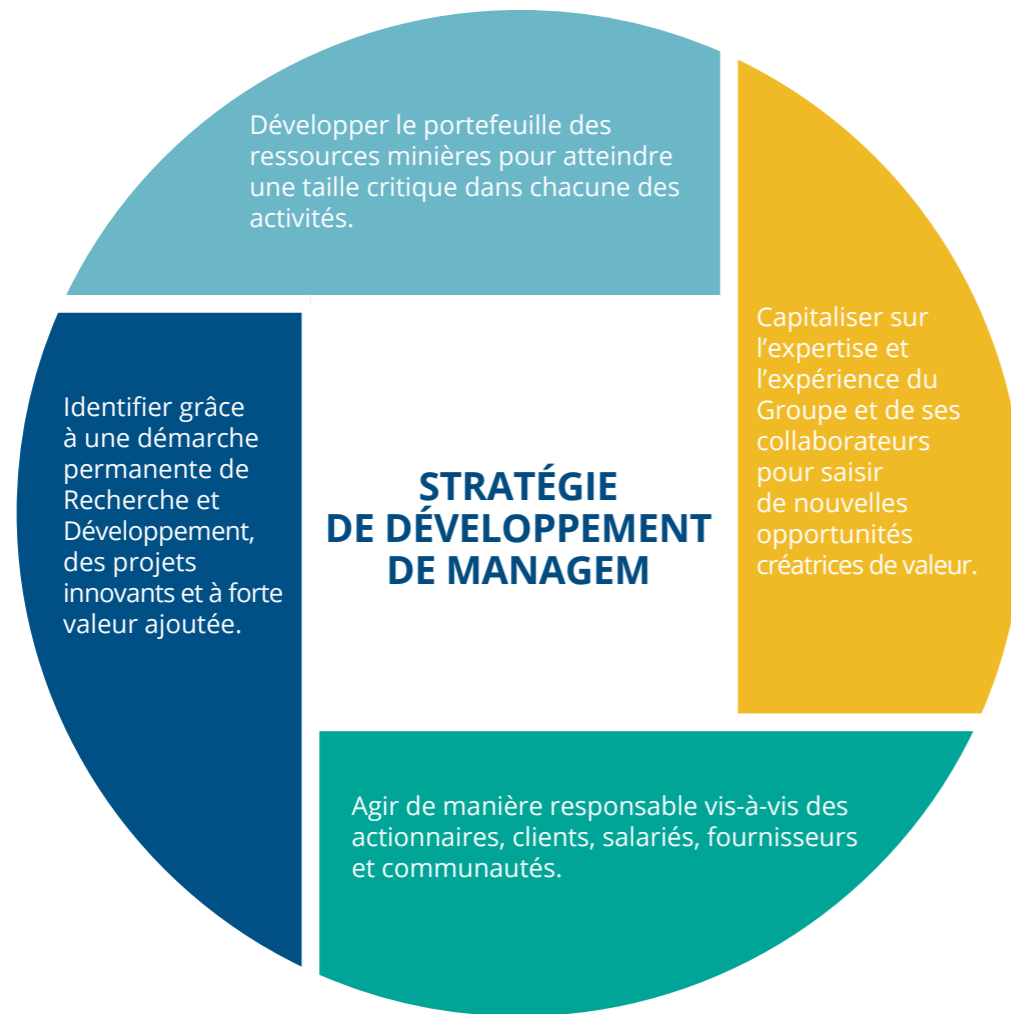 Développer le portefeuille des
ressources minières pour atteindre
une taille critique dans chacune des
activités.
Capitaliser sur
l’expertise et
l’expérience du
Groupe et de ses
collaborateurs
pour saisir
de nouvelles
opportunités
créatrices de valeur.
Identifier grâce
à une démarche
permanente de
Recherche et
Développement,
des projets
innovants et à forte
valeur ajoutée.
STRATÉGIE
DE DÉVELOPPEMENT
DE MANAGEM
Agir de manière responsable vis-à-vis des
actionnaires, clients, salariés, fournisseurs
et communautés.